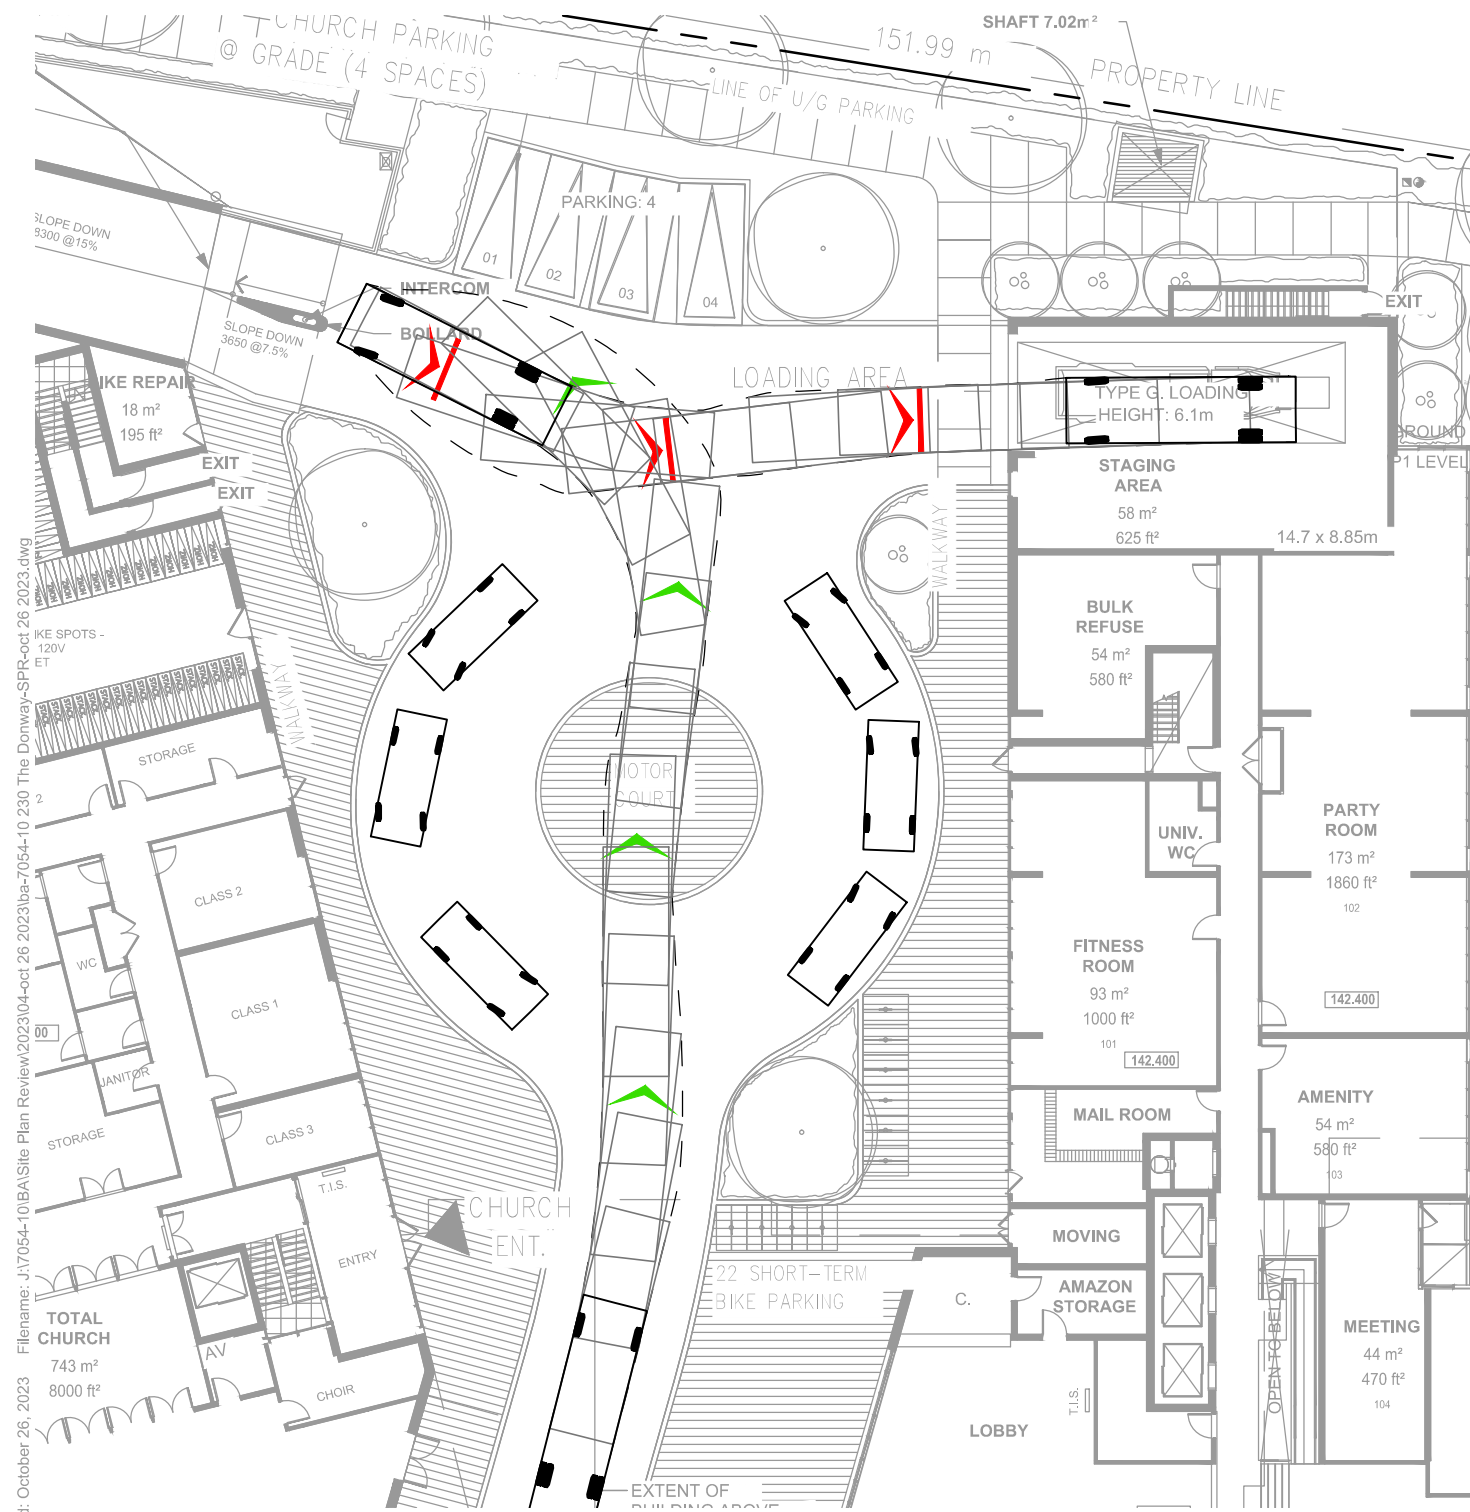 CHURCH PARKING
@ GRADE (4 SPACES)
SHAFT 7.02m²
151.99 m
PROPERTY LINE
LINE OF U/G PARKING
PARKING: 4
01
02
03
04
SLOPE DOWN
8300 @15%
INTERCOM
BOLLARD
SLOPE DOWN
3650 @7.5%
EXIT
LOADING AREA
TYPE G. LOADING
HEIGHT: 6.1m
BIKE REPAIR
18 m²
195 ft²
EXIT
EXIT
STAGING
AREA
58 m²
625 ft²
14.7 x 8.85m
P1 LEVEL
WALKWAY
WALKWAY
BULK
REFUSE
54 m²
580 ft²
120V
STORAGE
MOTOR
COURT
UNIV.
WC
PARTY
ROOM
173 m²
1860 ft²
102
CLASS 2
WC
CLASS 1
FITNESS
ROOM
93 m²
1000 ft²
101
142.400
142.400
JANITOR
STORAGE
CLASS 3
T.I.S.
MAIL ROOM
AMENITY
54 m²
580 ft²
103
CHURCH
ENT.
ENTRY
MOVING
22 SHORT-TERM
BIKE PARKING
C.
AMAZON
STORAGE
TOTAL
CHURCH
743 m²
8000 ft²
AV
CHOIR
OPEN TO BELOW
MEETING
44 m²
470 ft²
104
T.I.S.
LOBBY
EXTENT OF
BUILDING ABOVE
October 26, 2023 Filename: J:\7054-10\BA\Site Plan Review\2023\04-oct 26 2023\ba-7054-10 230 The Donway-SPR-oct 26 2023.dwg